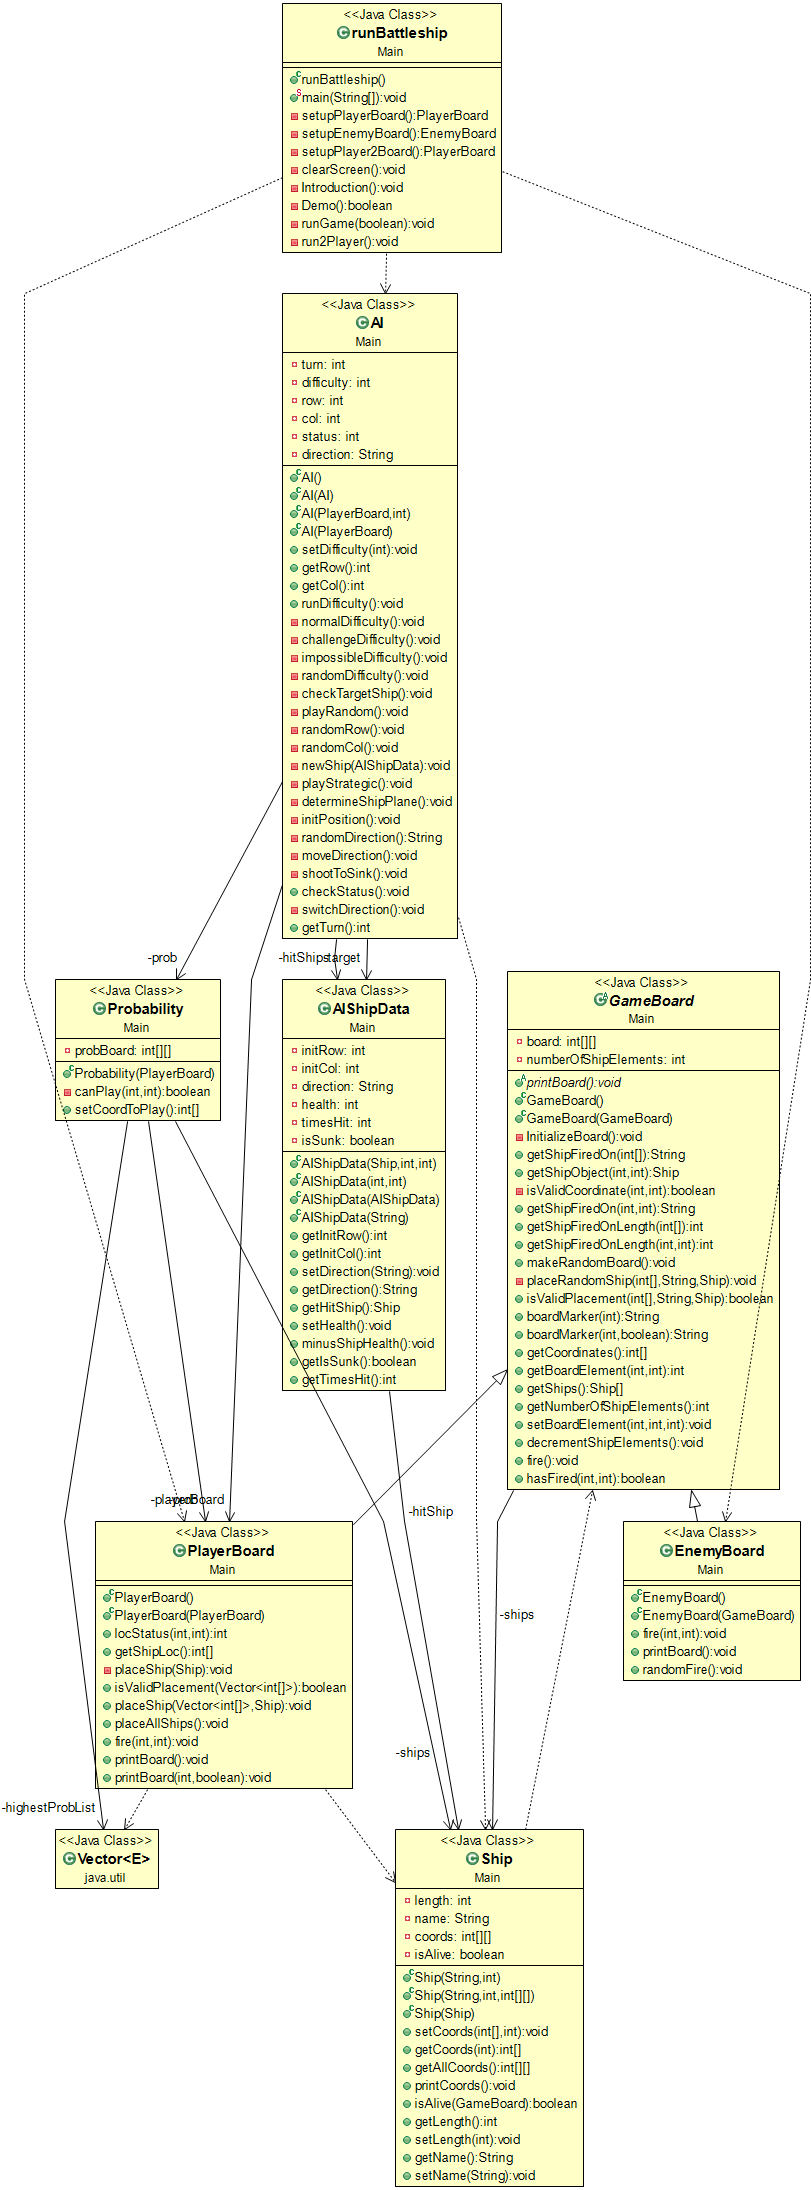 <<Java Class>>
runBattleship
Main
runBattleship()
main(String[]):void
setupPlayerBoard():PlayerBoard
setupEnemyBoard():EnemyBoard
setupPlayer2Board():PlayerBoard
clearScreen():void
Introduction():void
Demo():boolean
runGame(boolean):void
run2Player():void
<<Java Class>>
AI
Main
turn: int
difficulty: int
row: int
col: int
status: int
direction: String
AI()
AI(AI)
AI(PlayerBoard,int)
AI(PlayerBoard)
setDifficulty(int):void
getRow():int
getCol():int
runDifficulty():void
normalDifficulty():void
challengeDifficulty():void
impossibleDifficulty():void
randomDifficulty():void
checkTargetShip():void
playRandom():void
randomRow():void
randomCol():void
newShip(AIShipData):void
playStrategic():void
determineShipPlane():void
initPosition():void
randomDirection():String
moveDirection():void
shootToSink():void
checkStatus():void
switchDirection():void
getTurn():int
-prob
-hitShips
target
<<Java Class>>
Probability
Main
probBoard: int[][]
Probability(PlayerBoard)
canPlay(int,int):boolean
setCoordToPlay():int[]
<<Java Class>>
AIShipData
Main
initRow: int
initCol: int
direction: String
health: int
timesHit: int
isSunk: boolean
AIShipData(Ship,int,int)
AIShipData(int,int)
AIShipData(AIShipData)
AIShipData(String)
getInitRow():int
getInitCol():int
setDirection(String):void
getDirection():String
getHitShip():Ship
setHealth():void
minusShipHealth():void
getIsSunk():boolean
getTimesHit():int
<<Java Class>>
GameBoard
Main
board: int[][]
numberOfShipElements: int
printBoard():void
GameBoard()
GameBoard(GameBoard)
InitializeBoard():void
getShipFiredOn(int[]):String
getShipObject(int,int):Ship
isValidCoordinate(int,int):boolean
getShipFiredOn(int,int):String
getShipFiredOnLength(int[]):int
getShipFiredOnLength(int,int):int
makeRandomBoard():void
placeRandomShip(int[],String,Ship):void
isValidPlacement(int[],String,Ship):boolean
boardMarker(int):String
boardMarker(int,boolean):String
getCoordinates():int[]
getBoardElement(int,int):int
getShips():Ship[]
getNumberOfShipElements():int
setBoardElement(int,int,int):void
decrementShipElements():void
fire():void
hasFired(int,int):boolean
-hitShip
-ships
<<Java Class>>
PlayerBoard
Main
PlayerBoard()
PlayerBoard(PlayerBoard)
locStatus(int,int):int
getShipLoc():int[]
placeShip(Ship):void
isValidPlacement(Vector<int[]>):boolean
placeShip(Vector<int[]>,Ship):void
placeAllShips():void
fire(int,int):void
printBoard():void
printBoard(int,boolean):void
<<Java Class>>
EnemyBoard
Main
EnemyBoard()
EnemyBoard(GameBoard)
fire(int,int):void
printBoard():void
randomFire():void
-ships
-highestProbList
<<Java Class>>
Vector<E>
java.util
<<Java Class>>
Ship
Main
length: int
name: String
coords: int[][]
isAlive: boolean
Ship(String,int)
Ship(String,int,int[][])
Ship(Ship)
setCoords(int[],int):void
getCoords(int):int[]
getAllCoords():int[][]
printCoords():void
isAlive(GameBoard):boolean
getLength():int
setLength(int):void
getName():String
setName(String):void